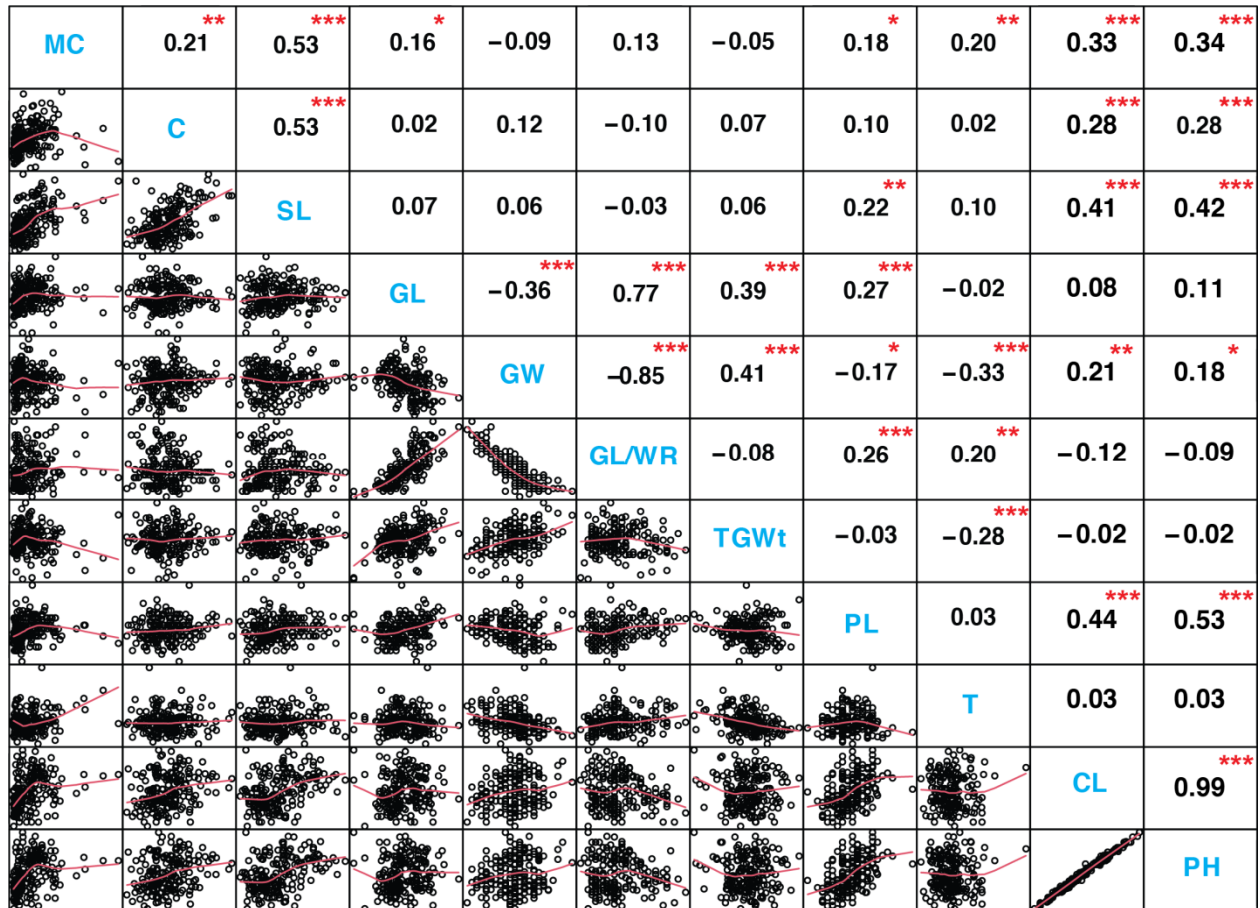 MC 0.21 ** 0.53 *** 0.16 * −0.09 0.13 −0.05 0.18 * 0.20 ** 0.33 *** 0.34 ***
C 0.53 *** 0.02 0.12 −0.10 0.07 0.10 0.02 0.28 *** 0.28 ***
SL 0.07 0.06 −0.03 0.06 0.22 ** 0.10 0.41 *** 0.42 ***
GL −0.36 *** 0.77 *** 0.39 *** 0.27 *** −0.02 0.08 0.11
GW −0.85 *** 0.41 *** −0.17 * −0.33 *** 0.21 ** 0.18 *
GL/WR −0.08 0.26 *** 0.20 ** −0.12 −0.09
TGWt −0.03 −0.28 *** −0.02 −0.02
PL 0.03 0.44 *** 0.53 ***
T 0.03 0.03
CL 0.99 ***
PH